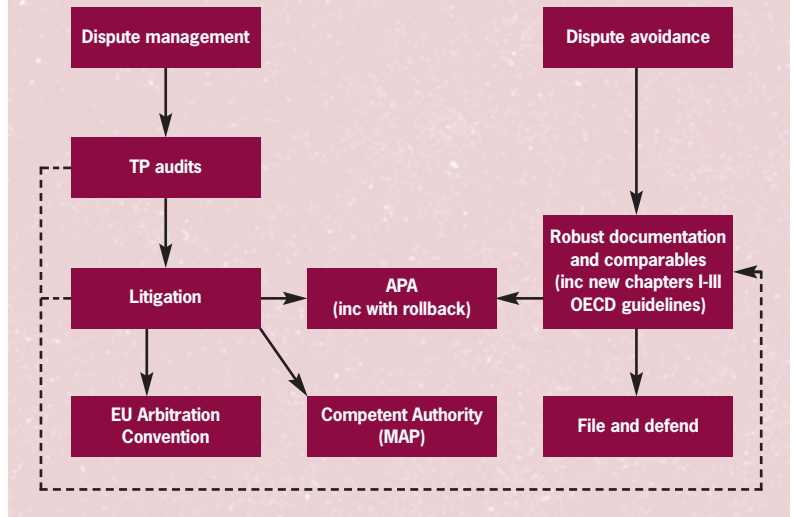 Dispute management
Dispute avoidance
TP audits
Robust documentation
and comparables
(inc new chapters I-III
OECD guidelines)
Litigation
APA
(inc with rollback)
EU Arbitration
Convention
Competent Authority
(MAP)
File and defend